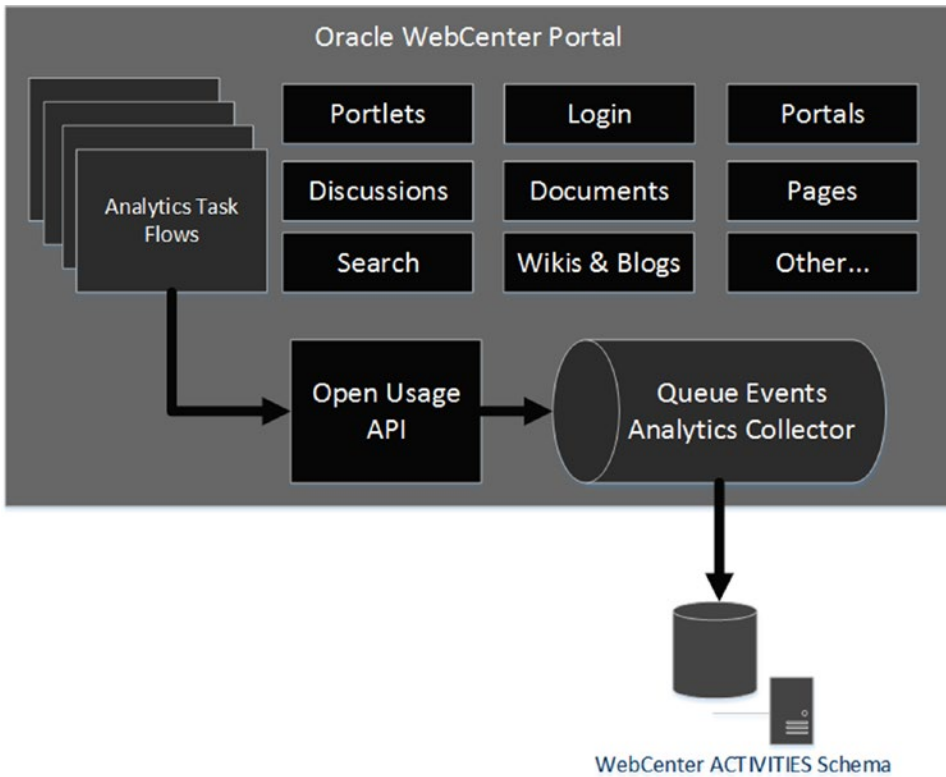 Oracle WebCenter Portal
Portlets
Login
Portals
Analytics Task
Flows
Discussions
Documents
Pages
Search
Wikis & Blogs
Other...
Open Usage
API
Queue Events
Analytics Collector
WebCenter ACTIVITIES Schema